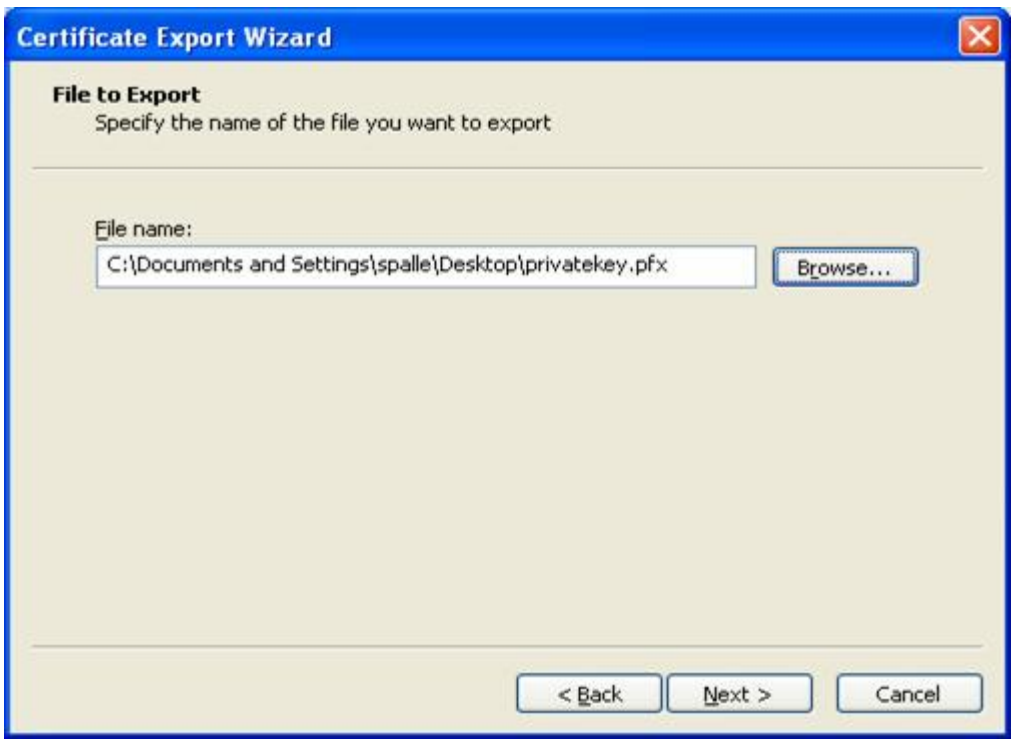 Certificate Export Wizard
File to Export
Specify the name of the file you want to export
File name:
C:\Documents and Settings\spalle\Desktop\privatekey.pfx
Browse...
< Back
Next >
Cancel